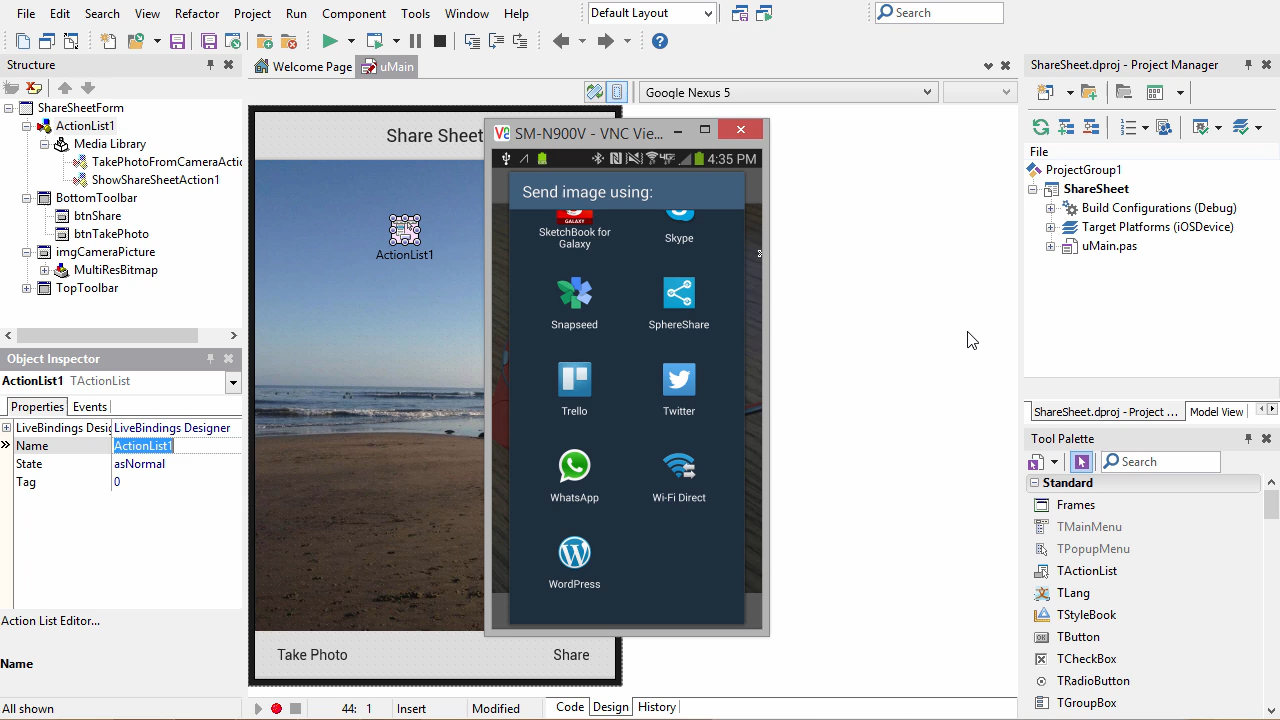 File Edit Search View Refactor Project Run Component Tools Window Help
Default Layout
Search
Structure
Welcome Page
uMain
ShareSheet.dproj - Project Manager
Google Nexus 5
ShareSheetForm
ActionList1
Media Library
TakePhotoFromCameraActio
ShowShareSheetAction1
BottomToolbar
btnShare
btnTakePhoto
imgCameraPicture
MultiResBitmap
TopToolbar
Object Inspector
ActionList1 TActionList
Properties Events
LiveBindings Desig LiveBindings Designer
Name ActionList1
State asNormal
Tag 0
Action List Editor...
Name
All shown
Share Sheet
ActionList1
Take Photo
Share
SM-N900V - VNC Vie...
4:35 PM
Send image using:
GALAXY
SketchBook for
Galaxy
Skype
Snapseed
SphereShare
Trello
Twitter
WhatsApp
Wi-Fi Direct
WordPress
44: 1
Insert
Modified
Code Design History
File
ProjectGroup1
ShareSheet
Build Configurations (Debug)
Target Platforms (iOSDevice)
uMain.pas
ShareSheet.dproj - Project ...
Model View
Tool Palette
Search
Standard
Frames
TMainMenu
TPopupMenu
TActionList
TLang
TStyleBook
TButton
TCheckBox
TRadioButton
TGroupBox